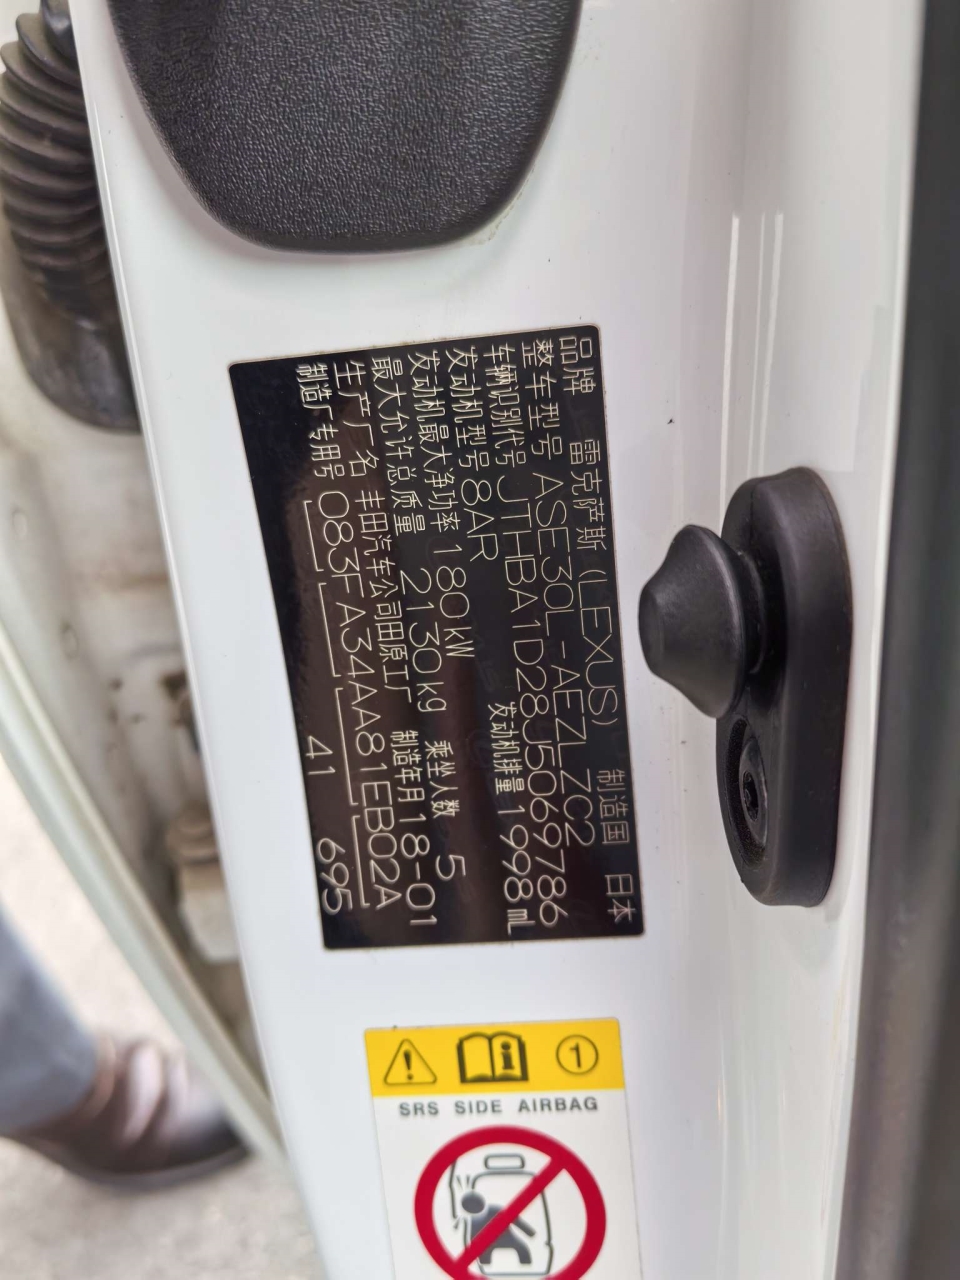 品牌 雷克萨斯(LEXUS) 制造国 日本
整车型号 ASE30L-AEZLZC2
车辆识别代号 JTHBA1D28J5069786
发动机型号 8AR 发动机排量 1998mL
发动机最大净功率 180kW
最大允许总质量 2130kg 乘坐人数 5
生产厂名 丰田汽车公司田原工厂 制造年月 18-01
制造厂专用号 083F A34AA81EB02A
41 695
SRS SIDE AIRBAG